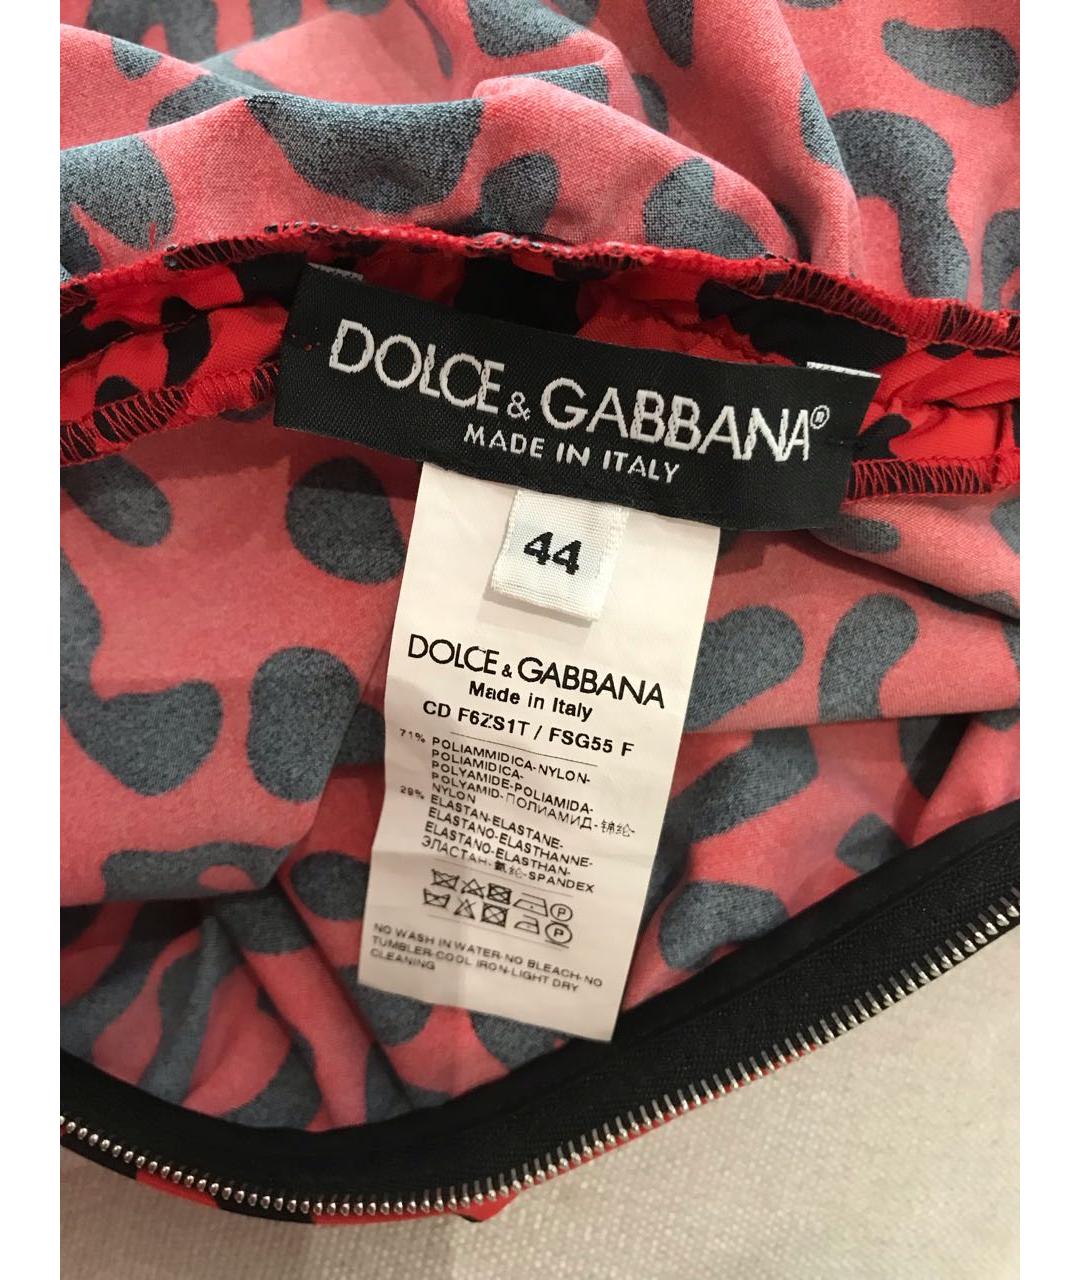 DOLCE & GABBANA®
MADE IN ITALY
44
DOLCE & GABBANA
Made in Italy
CD F6ZS1T / FSG55 F
71% POLIAMMIDICA-NYLON-
POLIAMIDICA-
POLYAMIDE-POLIAMIDA-
POLYAMID-ПОЛИАМИД-锦纶-
NYLON
29% ELASTAN-ELASTANE-
ELASTANO-ELASTHANNE-
ELASTANO-ELASTHAN-
ЭЛАСТАН-氨纶-SPANDEX
P
P
NO WASH IN WATER-NO BLEACH-NO
TUMBLER-COOL IRON-LIGHT DRY
CLEANING